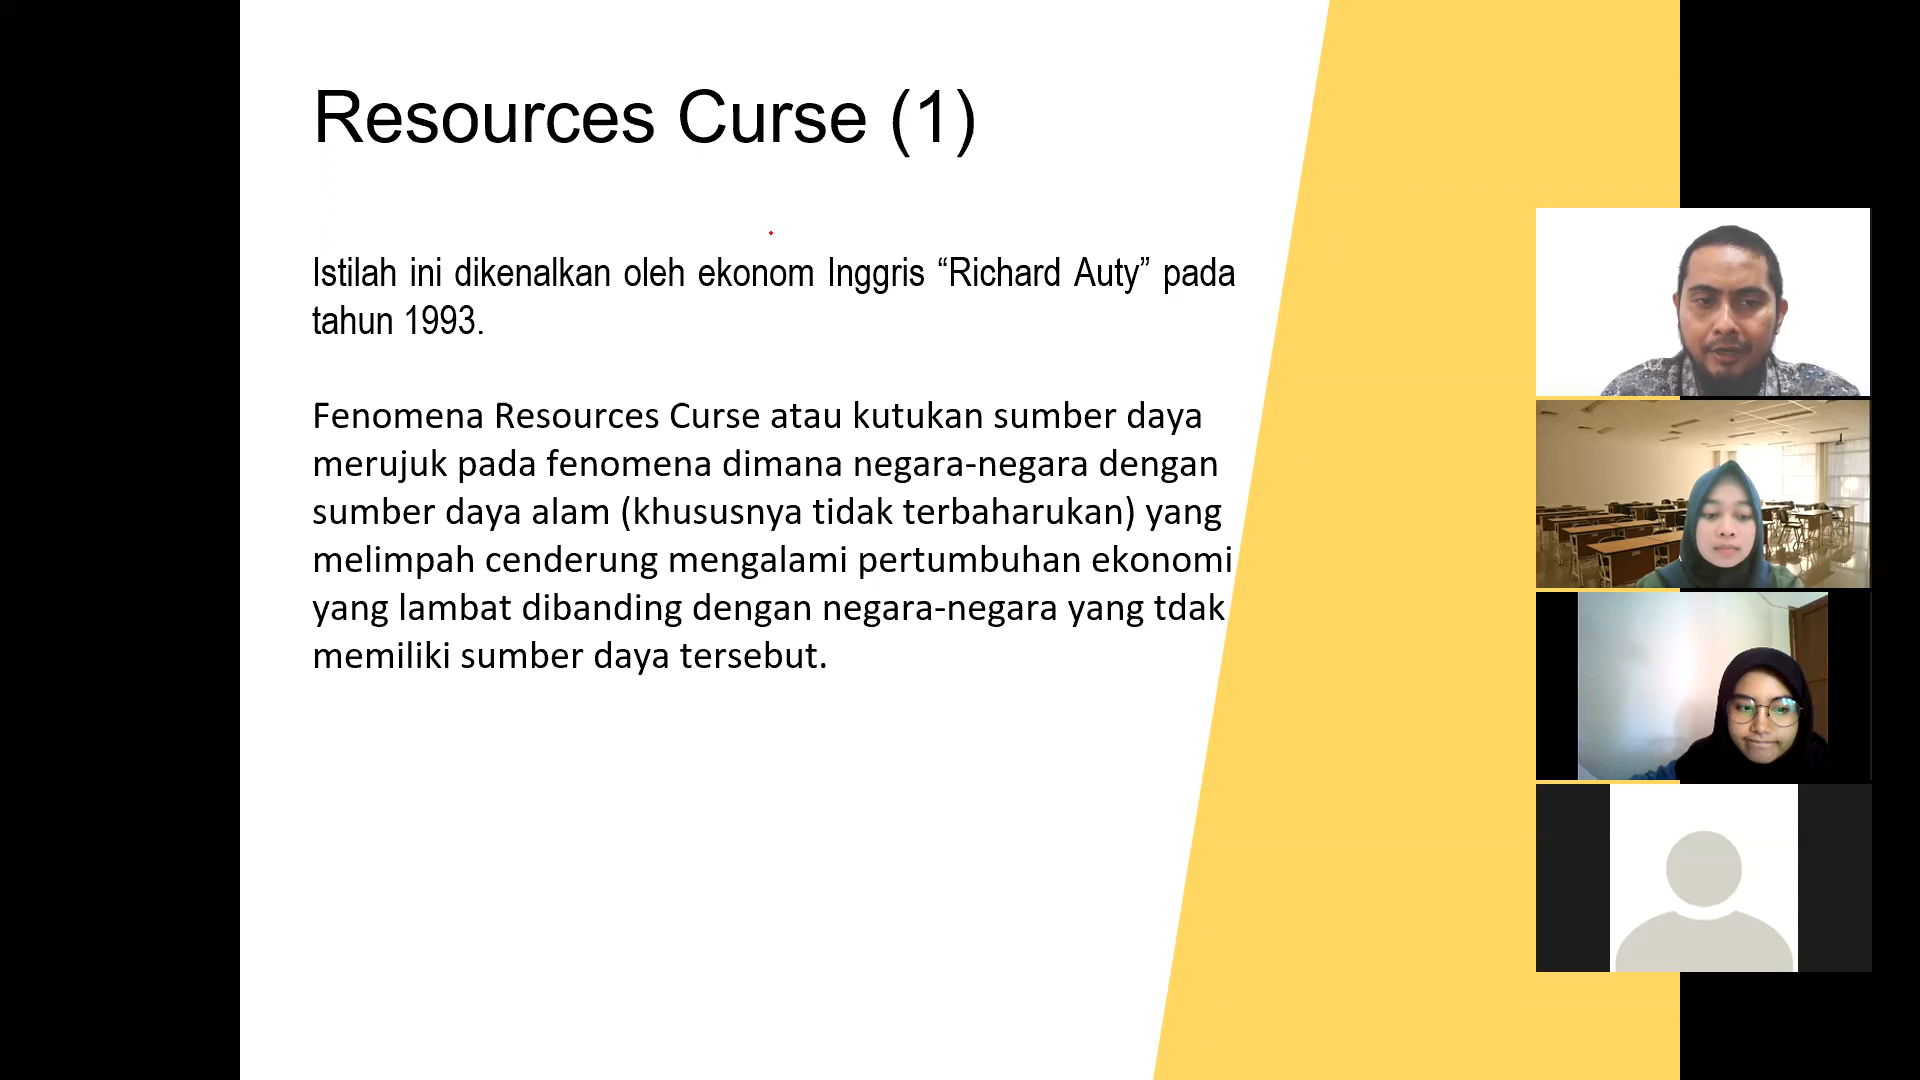 Resources Curse (1)
Istilah ini dikenalkan oleh ekonom Inggris “Richard Auty” pada
tahun 1993.
Fenomena Resources Curse atau kutukan sumber daya
merujuk pada fenomena dimana negara-negara dengan
sumber daya alam (khususnya tidak terbaharukan) yang
melimpah cenderung mengalami pertumbuhan ekonomi
yang lambat dibanding dengan negara-negara yang tdak
memiliki sumber daya tersebut.